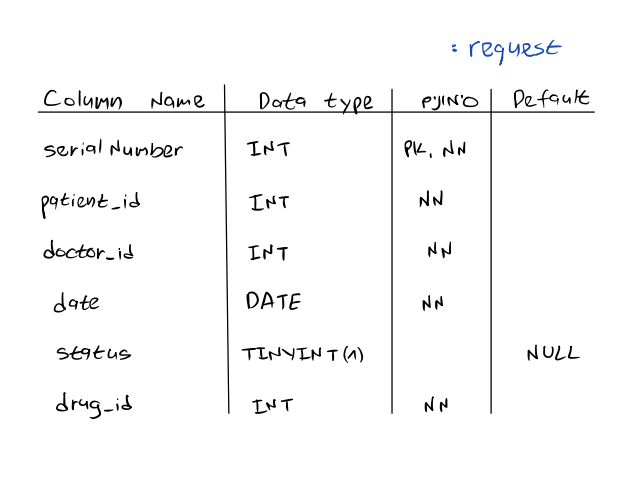 : request
Column Name Data type Default
serialNumber INT PK, NN
patient_id INT NN
doctor_id INT NN
date DATE NN
status TINYINT(1) NULL
drug_id INT NN